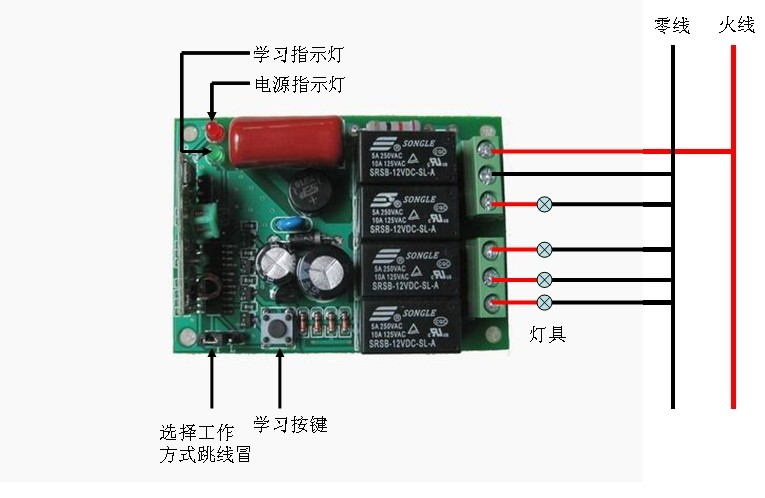 零线 火线
学习指示灯
电源指示灯
SONGLE
5A 250VAC
10A 125VAC
SRSB-12VDC-SL-A
SONGLE
5A 250VAC
10A 125VAC
SRSB-12VDC-SL-A
SONGLE
5A 250VAC
10A 125VAC
SRSB-12VDC-SL-A
SONGLE
5A 250VAC
10A 125VAC
SRSB-12VDC-SL-A
灯具
学习按键
选择工作
方式跳线冒